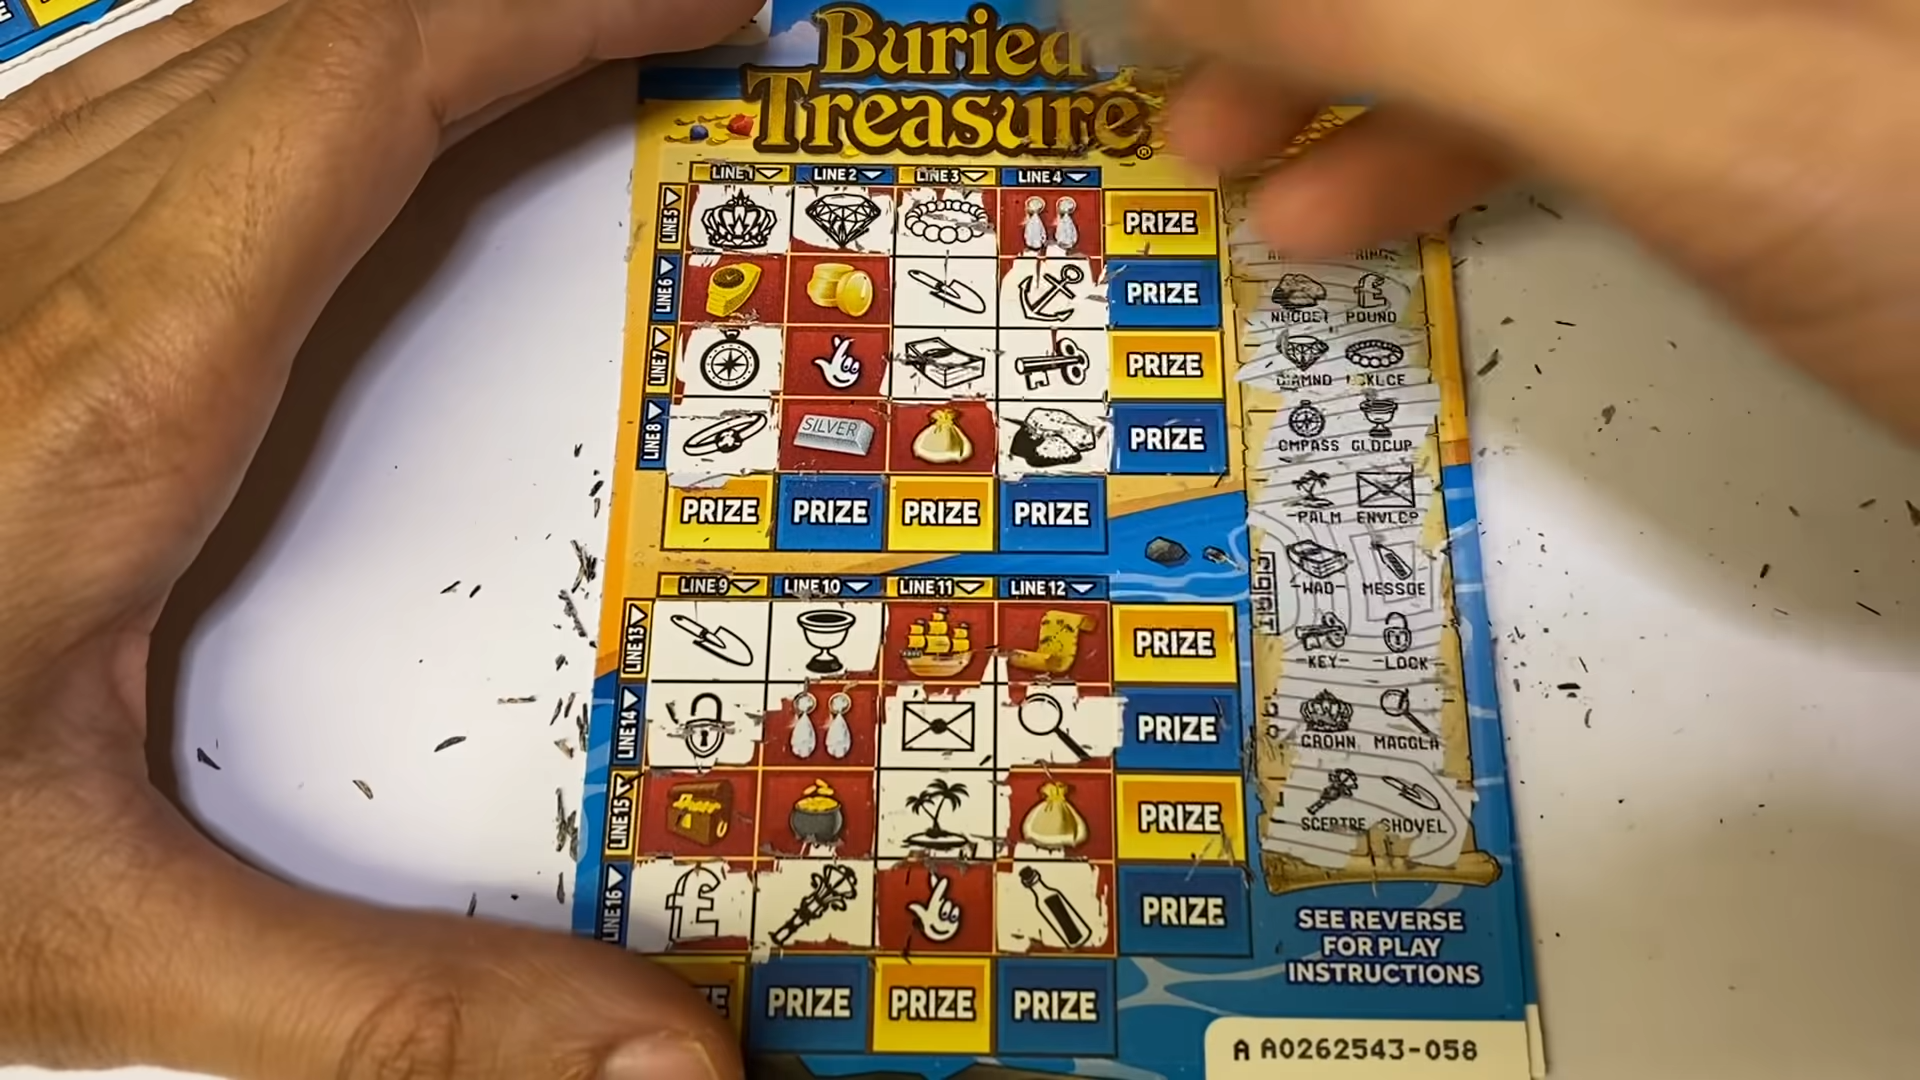 Buried
Treasure®
LINE 1 LINE 2 LINE 3 LINE 4
LINE 5 PRIZE
LINE 6 PRIZE
NUGGET POUND
LINE 7 PRIZE
DIAMND
LINE 8 SILVER PRIZE
CMPASS GLDCUP
PRIZE PRIZE PRIZE PRIZE
PALM ENVLOP
WAD MESSGE
LINE 9 LINE 10 LINE 11 LINE 12
LINE 13 PRIZE
KEY LOCK
LINE 14 PRIZE
CROWN MAGGLA
LINE 15 PRIZE
SCEPTRE SHOVEL
LINE 16 £ PRIZE
SEE REVERSE
FOR PLAY
INSTRUCTIONS
PRIZE PRIZE PRIZE
A A0262543-058